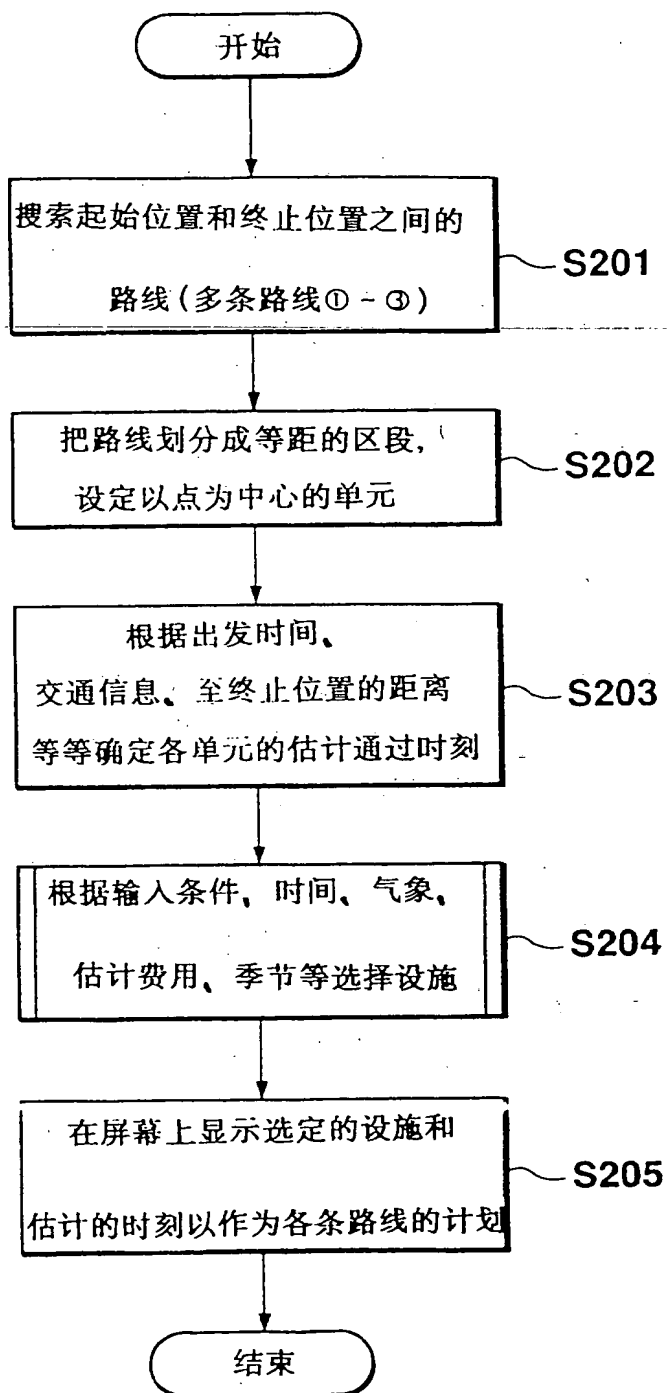 开始
搜索起始位置和终止位置之间的
路线(多条路线①-③)
S201
把路线划分成等距的区段,
设定以点为中心的单元
S202
根据出发时间、
交通信息、至终止位置的距离
等等确定各单元的估计通过时刻
S203
根据输入条件、时间、气象、
估计费用、季节等选择设施
S204
在屏幕上显示选定的设施和
估计的时刻以作为各条路线的计划
S205
结束